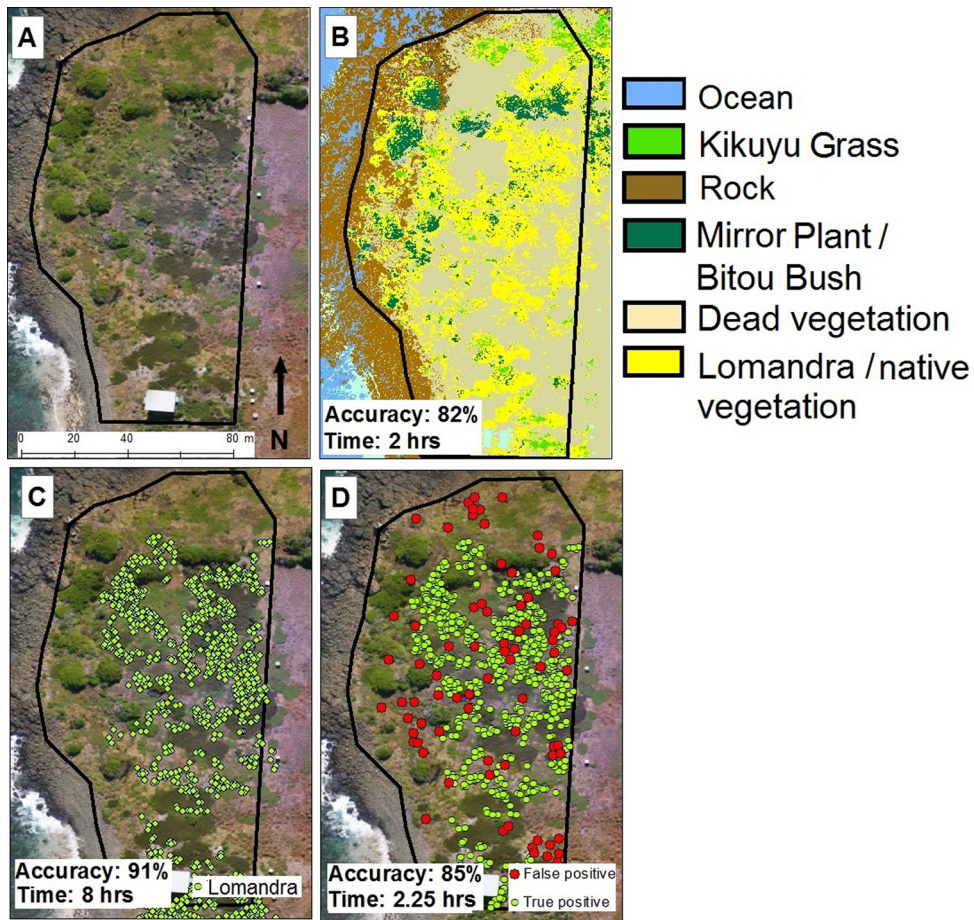 A
B
Ocean
Kikuyu Grass
Rock
Mirror Plant /
Bitou Bush
Dead vegetation
Lomandra / native
vegetation
0 20 40 80 m
N
Accuracy: 82%
Time: 2 hrs
C
D
Accuracy: 91%
Time: 8 hrs
Lomandra
Accuracy: 85%
Time: 2.25 hrs
False positive
True positive